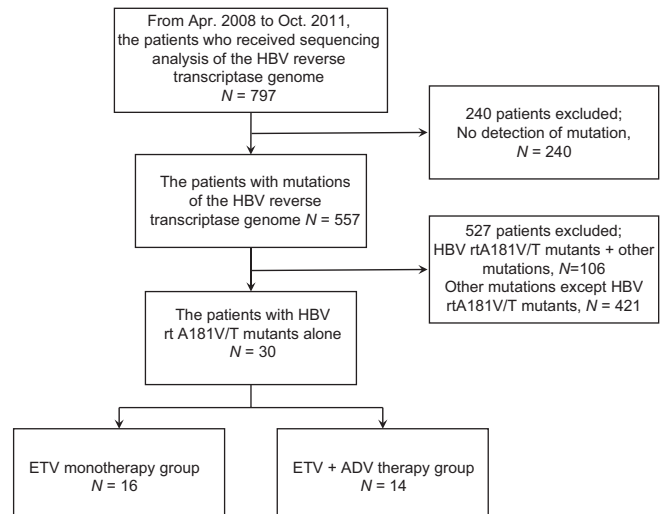 From Apr. 2008 to Oct. 2011,
the patients who received sequencing
analysis of the HBV reverse
transcriptase genome
N = 797
240 patients excluded;
No detection of mutation,
N = 240
The patients with mutations
of the HBV reverse
transcriptase genome N = 557
527 patients excluded;
HBV rtA181V/T mutants + other
mutations, N=106
Other mutations except HBV
rtA181V/T mutants, N = 421
The patients with HBV
rt A181V/T mutants alone
N = 30
ETV monotherapy group
N = 16
ETV + ADV therapy group
N = 14